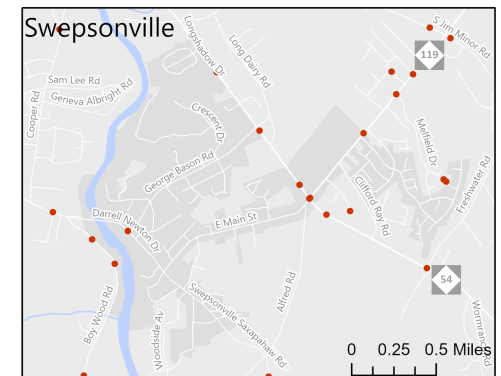 Swepsonville
S Jim Minor Rd
119
Longshadow Dr
Long Dairy Rd
Sam Lee Rd
Geneva Albright Rd
Cooper Rd
Crescent Dr
Melfield Dr
George Bason Rd
Freshwater Rd
Clifford Ray Rd
Darrell Newton Dr
E Main St
54
Alfred Rd
Swepsonville Saxapahaw Rd
Boy Wood Rd
Woodside Av
Wormranch Rd
0 0.25 0.5 Miles